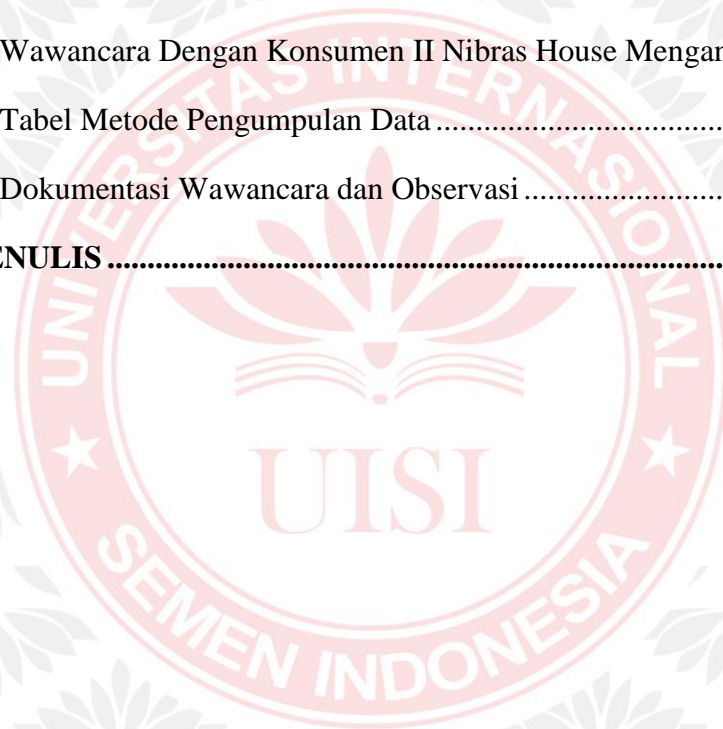 Wawancara Dengan Konsumen II Nibras House Mengan
Tabel Metode Pengumpulan Data ....................................
Dokumentasi Wawancara dan Observasi .........................
ENULIS ..............................................................................
UNIVERSITAS INTERNASIONAL
UISI
SEMEN INDONESIA